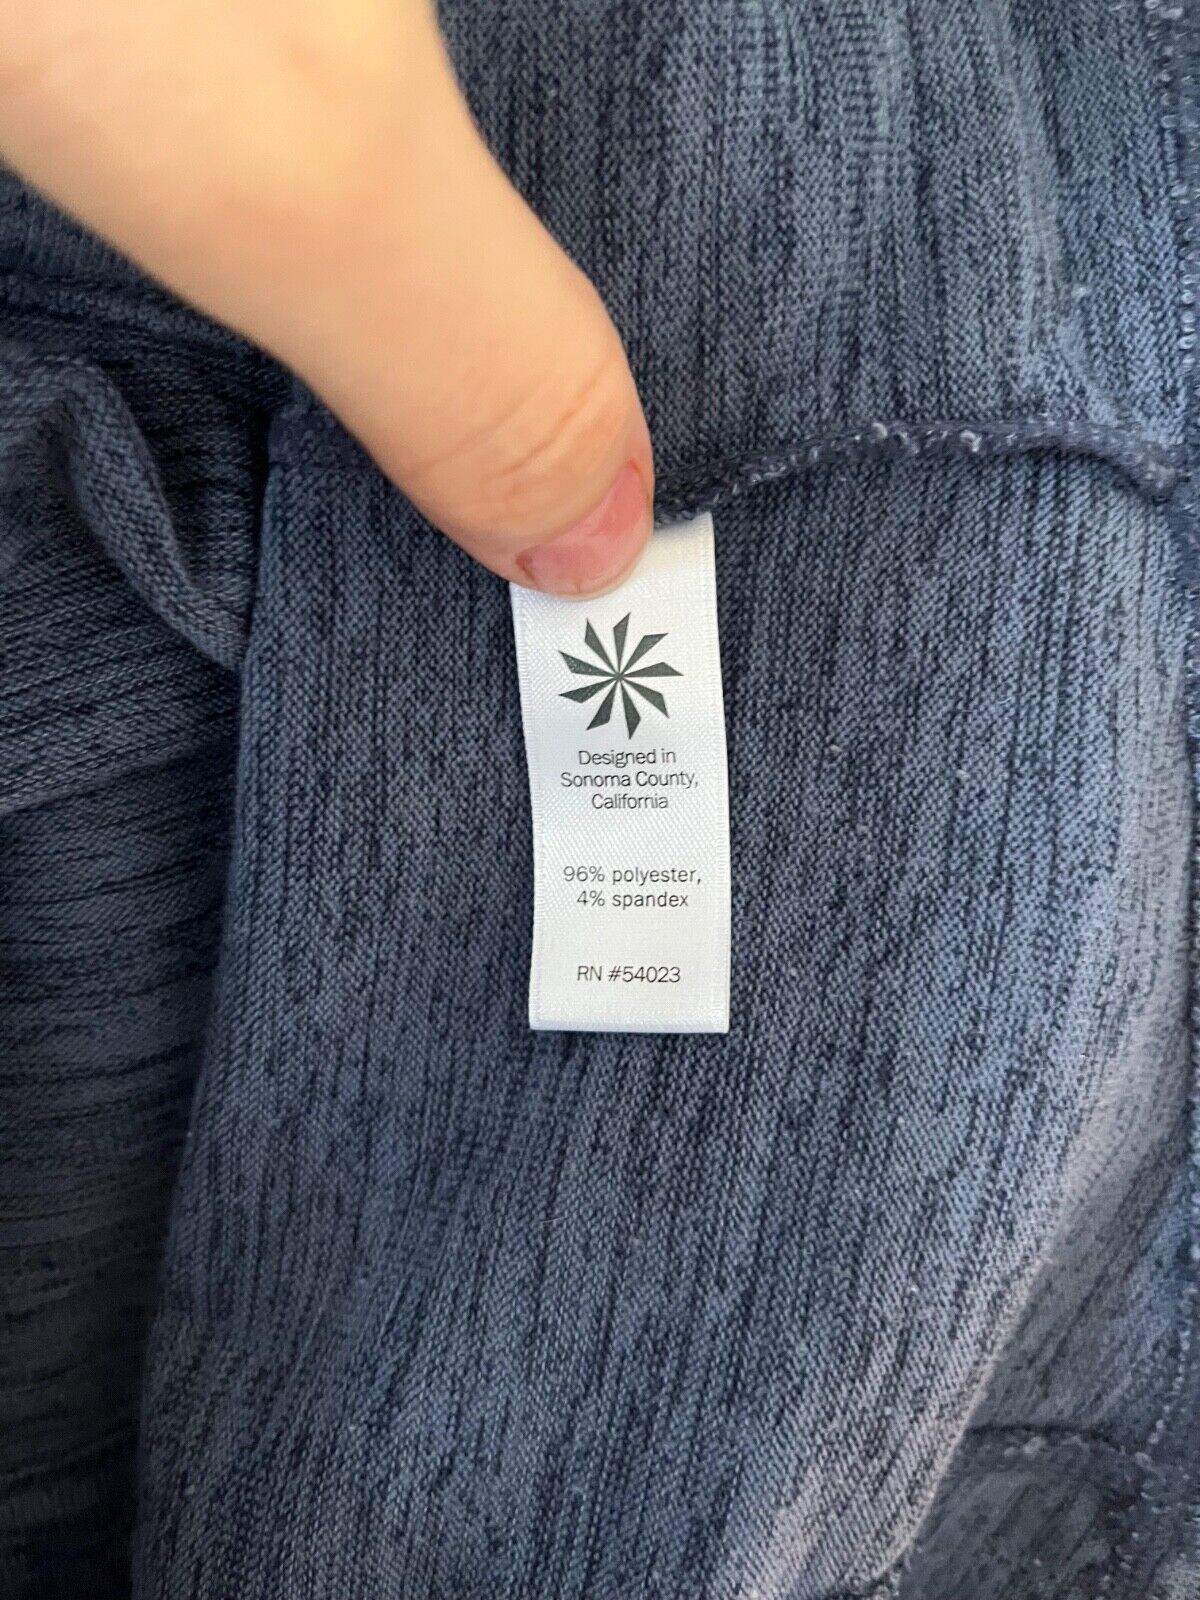 Designed in
Sonoma County,
California
96% polyester,
4% spandex
RN #54023